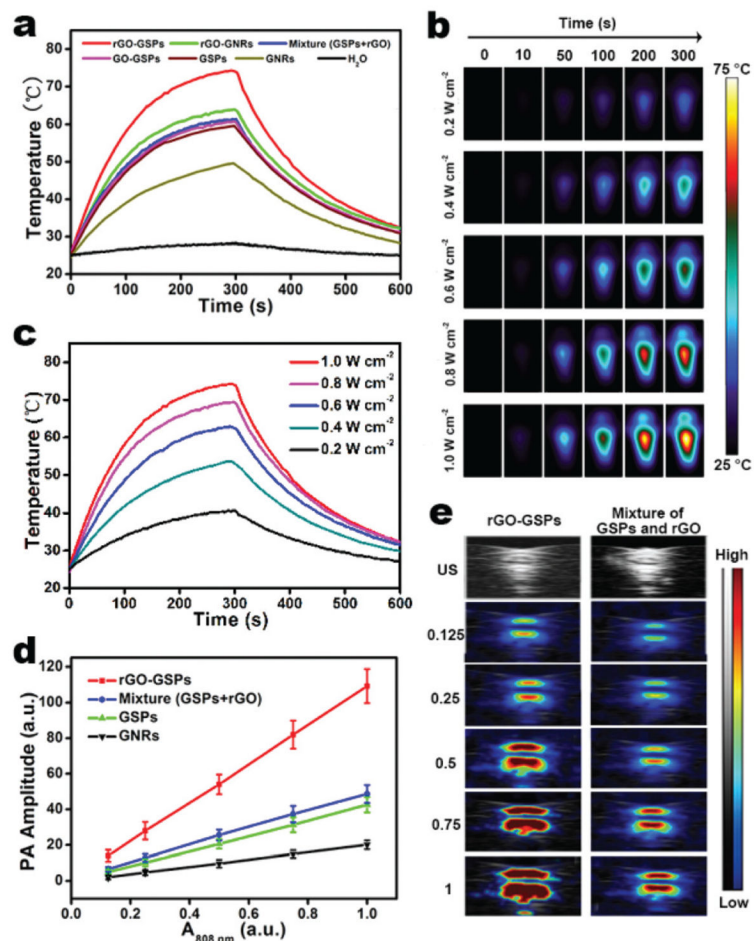 a
rGO-GSPs rGO-GNRs Mixture (GSPs+rGO)
GO-GSPs GSPs GNRs H2O
Temperature (℃)
80
70
60
50
40
30
20
0 100 200 300 400 500 600
Time (s)
b
Time (s)
0 10 50 100 200 300
0.2 W cm-2
0.4 W cm-2
0.6 W cm-2
0.8 W cm-2
1.0 W cm-2
75 °C
25 °C
c
1.0 W cm-2
0.8 W cm-2
0.6 W cm-2
0.4 W cm-2
0.2 W cm-2
Temperature (℃)
80
70
60
50
40
30
20
0 100 200 300 400 500 600
Time (s)
d
rGO-GSPs
Mixture (GSPs+rGO)
GSPs
GNRs
PA Amplitude (a.u.)
120
100
80
60
40
20
0
0.0 0.2 0.4 0.6 0.8 1.0
A808 nm (a.u.)
e
rGO-GSPs
Mixture of
GSPs and rGO
US
0.125
0.25
0.5
0.75
1
High
Low